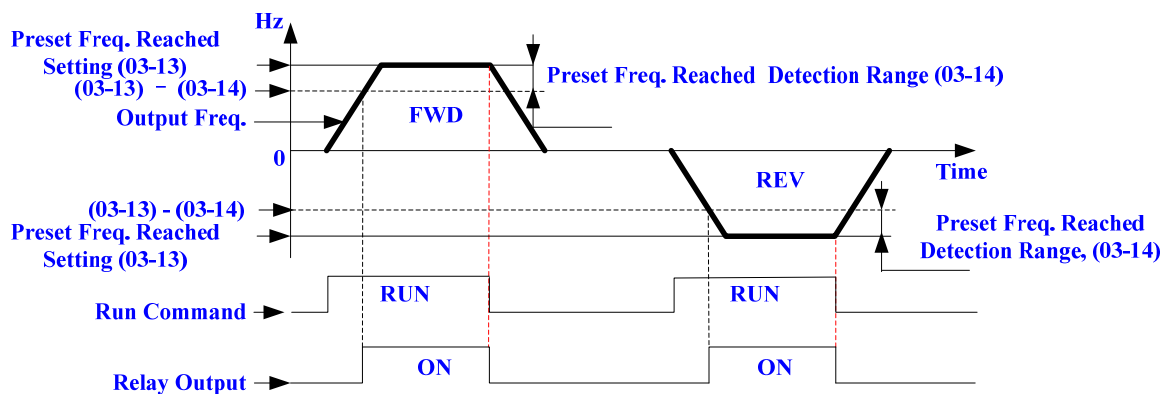 Hz
Preset Freq. Reached
Setting (03-13)
(03-13) - (03-14)
Preset Freq. Reached Detection Range (03-14)
Output Freq.
FWD
0
Time
REV
(03-13) - (03-14)
Preset Freq. Reached
Setting (03-13)
Preset Freq. Reached
Detection Range, (03-14)
RUN
RUN
Run Command
ON
ON
Relay Output